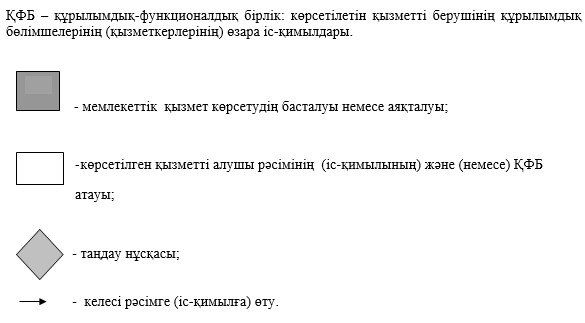 ҚФБ – құрылымдық-функционалдық бірлік: көрсетілетін қызметті берушінің құрылымдық
бөлімшелерінің (қызметкерлерінің) өзара іс-қимылдары.
- мемлекеттік қызмет көрсетудің басталуы немесе аяқталуы;
-көрсетілген қызметті алушы рәсімінің (іс-қимылының) және (немесе) ҚФБ
атауы;
- таңдау нұсқасы;
- келесі рәсімге (іс-қимылға) өту.